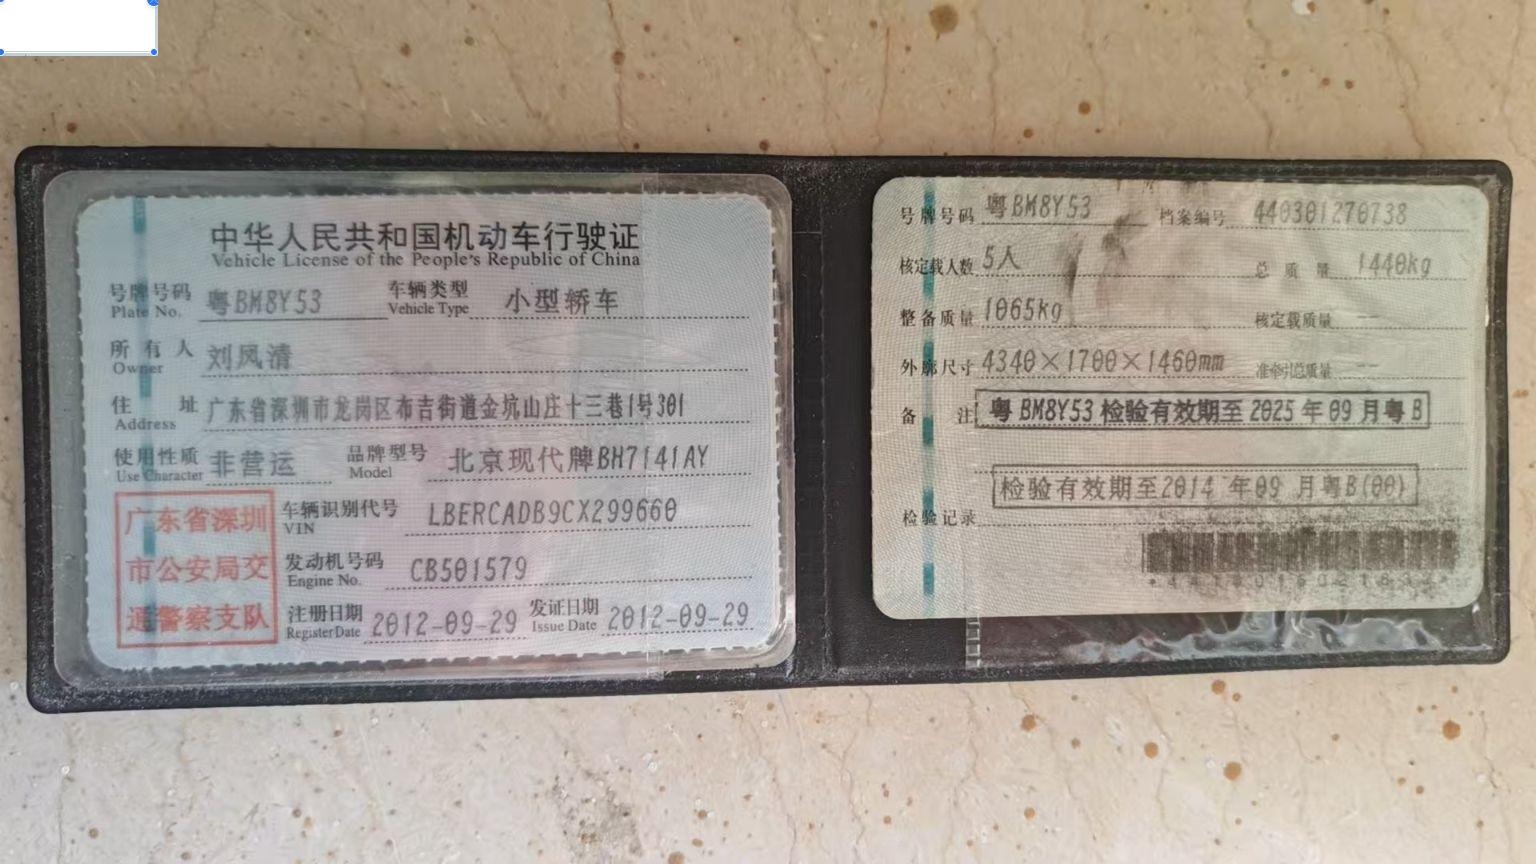 中华人民共和国机动车行驶证
Vehicle License of the People's Republic of China
号牌号码 粤BM8Y53 车辆类型 小型轿车
Plate No. Vehicle Type
所有人 刘凤清
Owner
住址 广东省深圳市龙岗区布吉街道金坑山庄十三巷1号301
Address
使用性质 非营运 品牌型号 北京现代牌BH7141AY
Use Character Model
广东省深圳
市公安局交
通警察支队
车辆识别代号 LBERCADB9CX299660
VIN
发动机号码 CB501579
Engine No.
注册日期 2012-09-29 发证日期 2012-09-29
Register Date Issue Date
号牌号码 粤BM8Y53 档案编号 440301270738
核定载人数 5人 总质量 1440kg
整备质量 1065kg 核定载质量 --
外廓尺寸 4340×1700×1460mm 准牵引总质量 --
备注 粤BM8Y53检验有效期至2025年09月粤B
检验有效期至2014年09月粤B(00)
检验记录